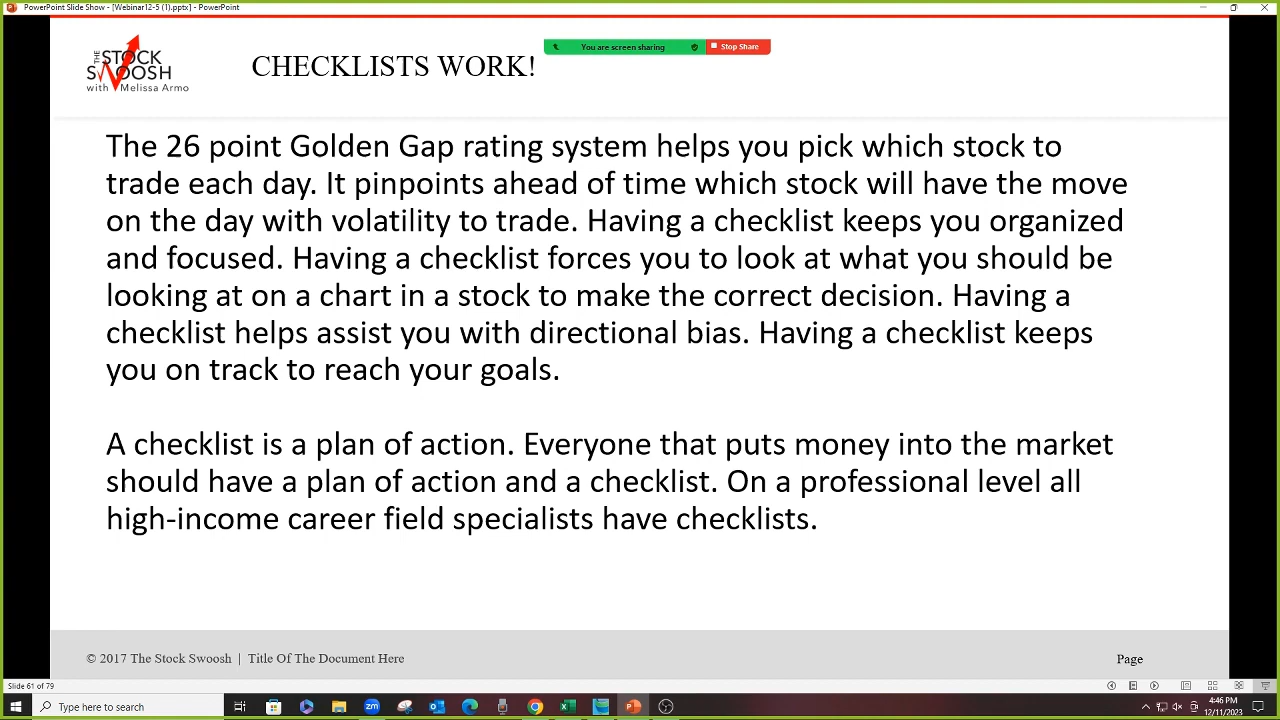 PowerPoint Slide Show - [Webinar12-5 (1).pptx] - PowerPoint
You are screen sharing
Stop Share
THE STOCK
SWOOSH
with Melissa Armo
CHECKLISTS WORK!
The 26 point Golden Gap rating system helps you pick which stock to
trade each day. It pinpoints ahead of time which stock will have the move
on the day with volatility to trade. Having a checklist keeps you organized
and focused. Having a checklist forces you to look at what you should be
looking at on a chart in a stock to make the correct decision. Having a
checklist helps assist you with directional bias. Having a checklist keeps
you on track to reach your goals.
A checklist is a plan of action. Everyone that puts money into the market
should have a plan of action and a checklist. On a professional level all
high-income career field specialists have checklists.
© 2017 The Stock Swoosh | Title Of The Document Here
Page
Slide 61 of 79
Type here to search
zm
4:46 PM
12/11/2023